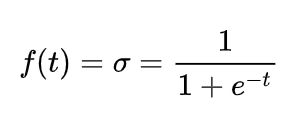 f(t) = σ = 1 / (1 + e^{-t})